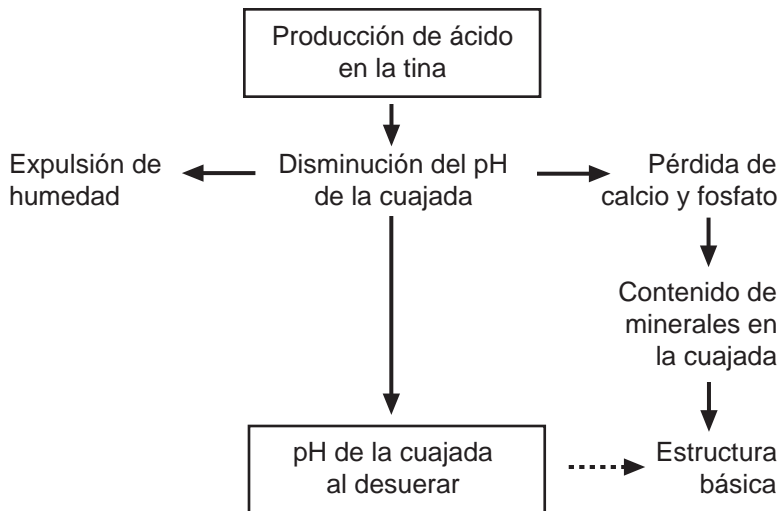 Producción de ácido
en la tina
Expulsión de
humedad
Disminución del pH
de la cuajada
Pérdida de
calcio y fosfato
Contenido de
minerales en
la cuajada
pH de la cuajada
al desuerar
Estructura
básica